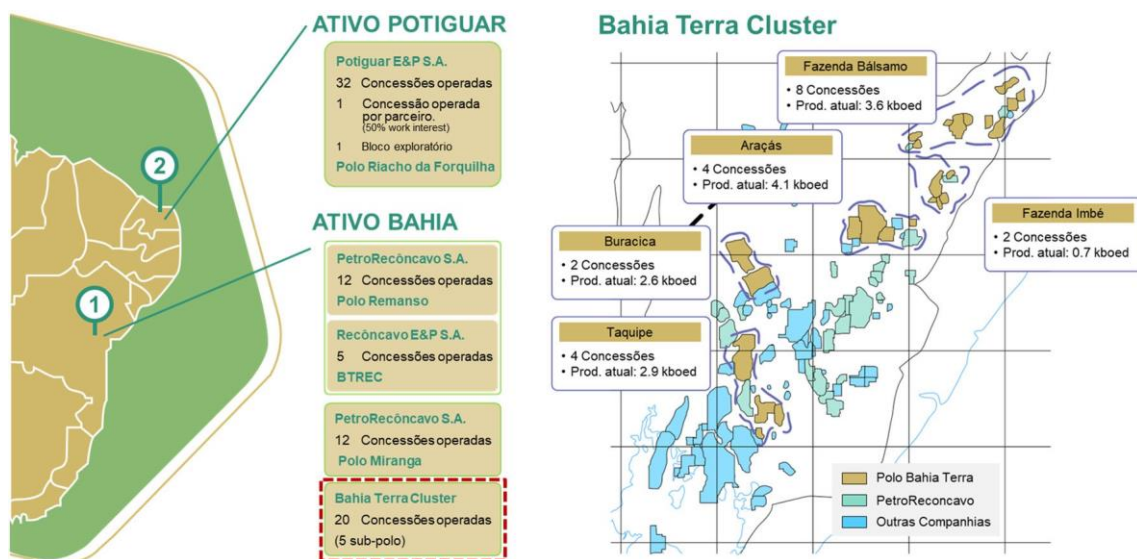 ATIVO POTIGUAR
Potiguar E&P S.A.
32 Concessões operadas
1 Concessão operada
por parceiro.
(50% work interest)
1 Bloco exploratório
Polo Riacho da Forquilha
2
ATIVO BAHIA
PetroRecôncavo S.A.
12 Concessões operadas
Polo Remanso
1
Recôncavo E&P S.A.
5 Concessões operadas
BTREC
PetroRecôncavo S.A.
12 Concessões operadas
Polo Miranga
Bahia Terra Cluster
20 Concessões operadas
(5 sub-polo)
Bahia Terra Cluster
Fazenda Bálsamo
• 8 Concessões
• Prod. atual: 3.6 kboed
Araçás
• 4 Concessões
• Prod. atual: 4.1 kboed
Fazenda Imbé
• 2 Concessões
• Prod. atual: 0.7 kboed
Buracica
• 2 Concessões
• Prod. atual: 2.6 kboed
Taquipe
• 4 Concessões
• Prod. atual: 2.9 kboed
Polo Bahia Terra
PetroReconcavo
Outras Companhias